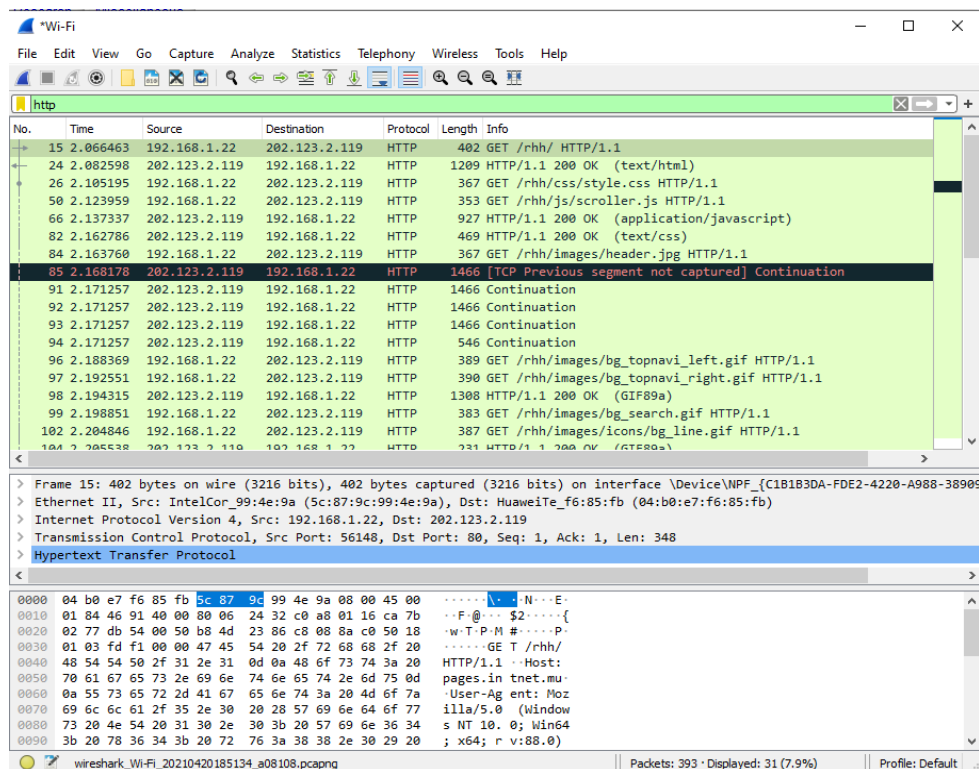 *Wi-Fi
File Edit View Go Capture Analyze Statistics Telephony Wireless Tools Help
http
No. Time Source Destination Protocol Length Info
15 2.066463 192.168.1.22 202.123.2.119 HTTP 402 GET /rhh/ HTTP/1.1
24 2.082598 202.123.2.119 192.168.1.22 HTTP 1209 HTTP/1.1 200 OK (text/html)
26 2.105195 192.168.1.22 202.123.2.119 HTTP 367 GET /rhh/css/style.css HTTP/1.1
50 2.123959 192.168.1.22 202.123.2.119 HTTP 353 GET /rhh/js/scroller.js HTTP/1.1
66 2.137337 202.123.2.119 192.168.1.22 HTTP 927 HTTP/1.1 200 OK (application/javascript)
82 2.162786 202.123.2.119 192.168.1.22 HTTP 469 HTTP/1.1 200 OK (text/css)
84 2.163760 192.168.1.22 202.123.2.119 HTTP 367 GET /rhh/images/header.jpg HTTP/1.1
85 2.168178 202.123.2.119 192.168.1.22 HTTP 1466 [TCP Previous segment not captured] Continuation
91 2.171257 202.123.2.119 192.168.1.22 HTTP 1466 Continuation
92 2.171257 202.123.2.119 192.168.1.22 HTTP 1466 Continuation
93 2.171257 202.123.2.119 192.168.1.22 HTTP 1466 Continuation
94 2.171257 202.123.2.119 192.168.1.22 HTTP 546 Continuation
96 2.188369 192.168.1.22 202.123.2.119 HTTP 389 GET /rhh/images/bg_topnavi_left.gif HTTP/1.1
97 2.192551 192.168.1.22 202.123.2.119 HTTP 390 GET /rhh/images/bg_topnavi_right.gif HTTP/1.1
98 2.194315 202.123.2.119 192.168.1.22 HTTP 1308 HTTP/1.1 200 OK (GIF89a)
99 2.198851 192.168.1.22 202.123.2.119 HTTP 383 GET /rhh/images/bg_search.gif HTTP/1.1
102 2.204846 192.168.1.22 202.123.2.119 HTTP 387 GET /rhh/images/icons/bg_line.gif HTTP/1.1
104 2.205538 202.123.2.119 192.168.1.22 HTTP 231 HTTP/1.1 200 OK (GIF89a)
Frame 15: 402 bytes on wire (3216 bits), 402 bytes captured (3216 bits) on interface \Device\NPF_{C1B1B3DA-FDE2-4220-A988-38909
Ethernet II, Src: IntelCor_99:4e:9a (5c:87:9c:99:4e:9a), Dst: HuaweiTe_f6:85:fb (04:b0:e7:f6:85:fb)
Internet Protocol Version 4, Src: 192.168.1.22, Dst: 202.123.2.119
Transmission Control Protocol, Src Port: 56148, Dst Port: 80, Seq: 1, Ack: 1, Len: 348
Hypertext Transfer Protocol
0000 04 b0 e7 f6 85 fb 5c 87 9c 99 4e 9a 08 00 45 00 ······\· ··N···E·
0010 01 84 46 91 40 00 80 06 24 32 c0 a8 01 16 ca 7b ··F·@··· $2·····{
0020 02 77 db 54 00 50 b8 4d 23 86 c8 08 8a c0 50 18 ·w·T·P·M #·····P·
0030 01 03 fd f1 00 00 47 45 54 20 2f 72 68 68 2f 20 ······GE T /rhh/
0040 48 54 54 50 2f 31 2e 31 0d 0a 48 6f 73 74 3a 20 HTTP/1.1 ··Host:
0050 70 61 67 65 73 2e 69 6e 74 6e 65 74 2e 6d 75 0d pages.in tnet.mu·
0060 0a 55 73 65 72 2d 41 67 65 6e 74 3a 20 4d 6f 7a ·User-Ag ent: Moz
0070 69 6c 6c 61 2f 35 2e 30 20 28 57 69 6e 64 6f 77 illa/5.0 (Window
0080 73 20 4e 54 20 31 30 2e 30 3b 20 57 69 6e 36 34 s NT 10. 0; Win64
0090 3b 20 78 36 34 3b 20 72 76 3a 38 38 2e 30 29 20 ; x64; r v:88.0)
wireshark_Wi-Fi_20210420185134_a08108.pcapng Packets: 393 · Displayed: 31 (7.9%) Profile: Default